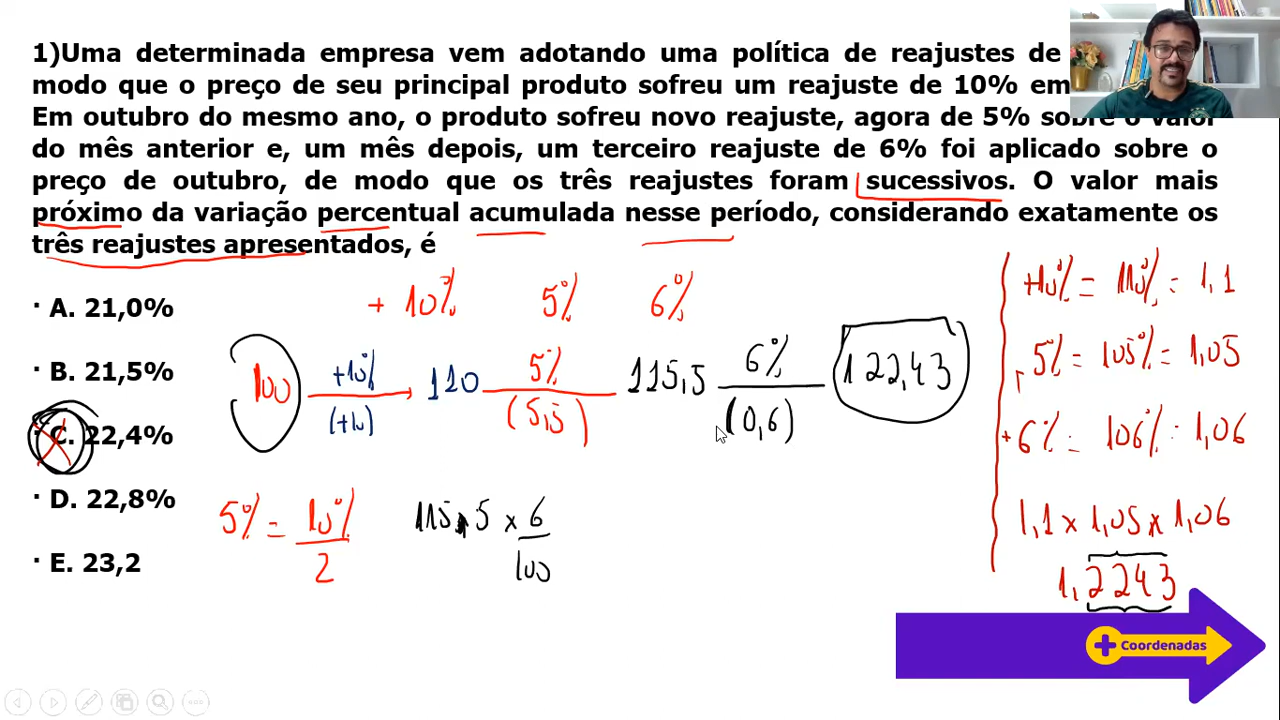 1)Uma determinada empresa vem adotando uma política de reajustes de
modo que o preço de seu principal produto sofreu um reajuste de 10% em
Em outubro do mesmo ano, o produto sofreu novo reajuste, agora de 5% sobre o valor
do mês anterior e, um mês depois, um terceiro reajuste de 6% foi aplicado sobre o
preço de outubro, de modo que os três reajustes foram sucessivos. O valor mais
próximo da variação percentual acumulada nesse período, considerando exatamente os
três reajustes apresentados, é
· A. 21,0%
· B. 21,5%
· C. 22,4%
· D. 22,8%
· E. 23,2
+ 10% 5% 6%
100 +10% 110 5% 115,5 6% 122,43
(+10) (5,5) (0,6)
5% = 10%
2
115,5 x 6
100
+10% = 110% = 1,1
5% = 105% = 1,05
+6% = 106% = 1,06
1,1 x 1,05 x 1,06
1,2243
+ Coordenadas